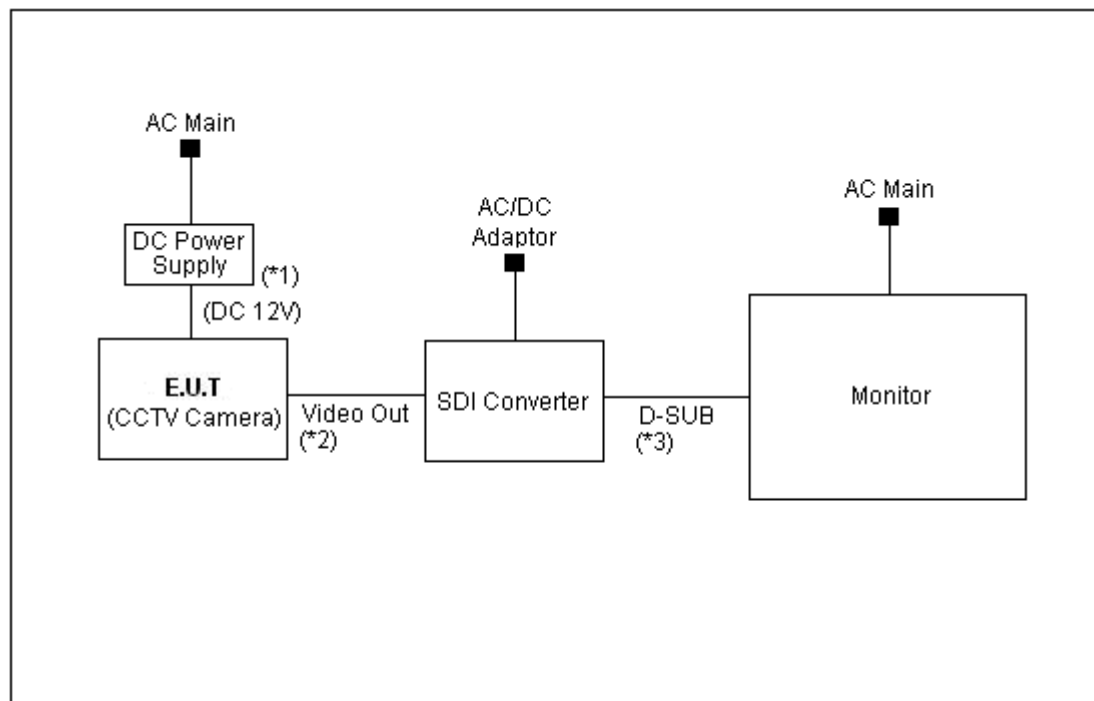 AC Main
DC Power
Supply
(*1)
(DC 12V)
E.U.T
(CCTV Camera)
Video Out
(*2)
AC/DC
Adaptor
SDI Converter
D-SUB
(*3)
AC Main
Monitor